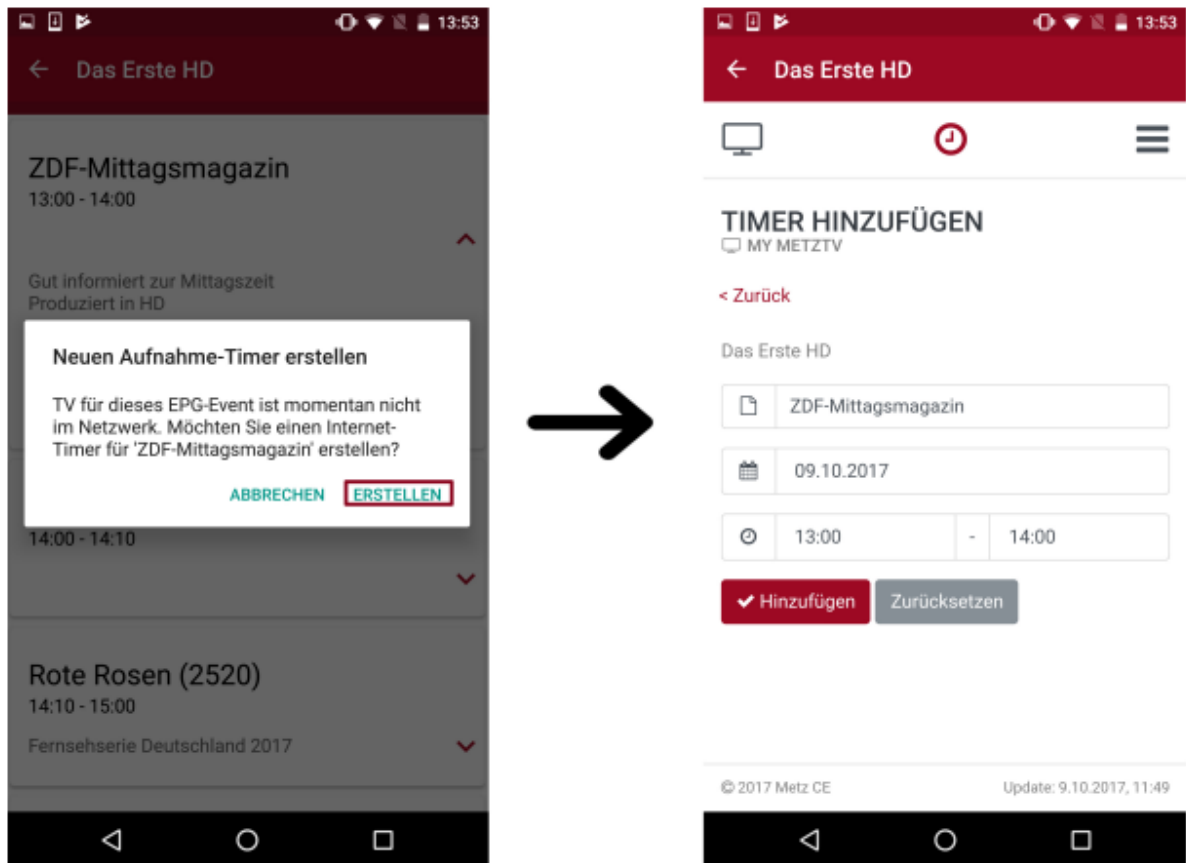 13:53
Das Erste HD
ZDF-Mittagsmagazin
13:00 - 14:00
Gut informiert zur Mittagszeit
Produziert in HD
Neuen Aufnahme-Timer erstellen
TV für dieses EPG-Event ist momentan nicht
im Netzwerk. Möchten Sie einen Internet-
Timer für 'ZDF-Mittagsmagazin' erstellen?
ABBRECHEN ERSTELLEN
14:00 - 14:10
Rote Rosen (2520)
14:10 - 15:00
Fernsehserie Deutschland 2017
13:53
Das Erste HD
TIMER HINZUFÜGEN
MY METZTV
< Zurück
Das Erste HD
ZDF-Mittagsmagazin
09.10.2017
13:00 - 14:00
Hinzufügen Zurücksetzen
© 2017 Metz CE Update: 9.10.2017, 11:49